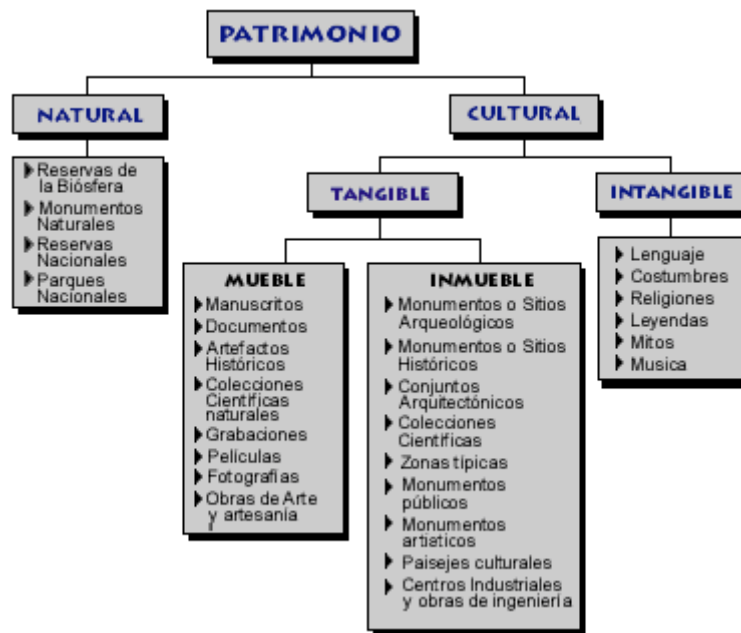 PATRIMONIO
NATURAL
CULTURAL
Reservas de
la Biósfera
Monumentos
Naturales
Reservas
Nacionales
Parques
Nacionales
TANGIBLE
INTANGIBLE
MUEBLE
Manuscritos
Documentos
Artefactos
Históricos
Colecciones
Científicas
naturales
Grabaciones
Películas
Fotografías
Obras de Arte
y artesanía
INMUEBLE
Monumentos o Sitios
Arqueológicos
Monumentos o Sitios
Históricos
Conjuntos
Arquitectónicos
Colecciones
Científicas
Zonas típicas
Monumentos
públicos
Monumentos
artisticos
Paisejes culturales
Centros Industriales
y obras de ingeniería
Lenguaje
Costumbres
Religiones
Leyendas
Mitos
Musica